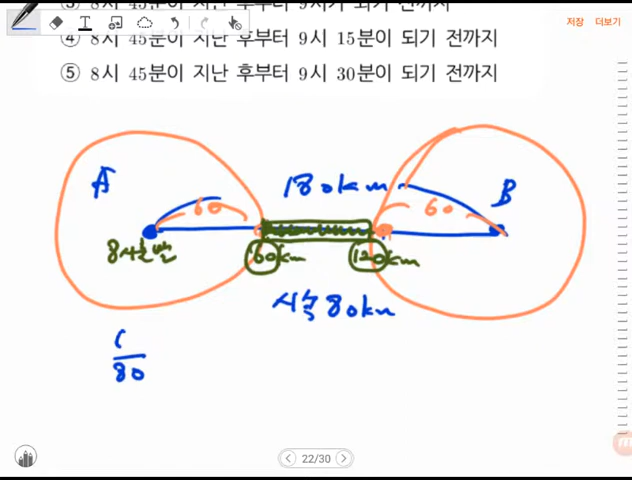 저장 더보기
④ 8시 45분이 지난 후부터 9시 15분이 되기 전까지
⑤ 8시 45분이 지난 후부터 9시 30분이 되기 전까지
A 180km B
60 60
8시출발 60km 120km
시속 80km
80
22/30